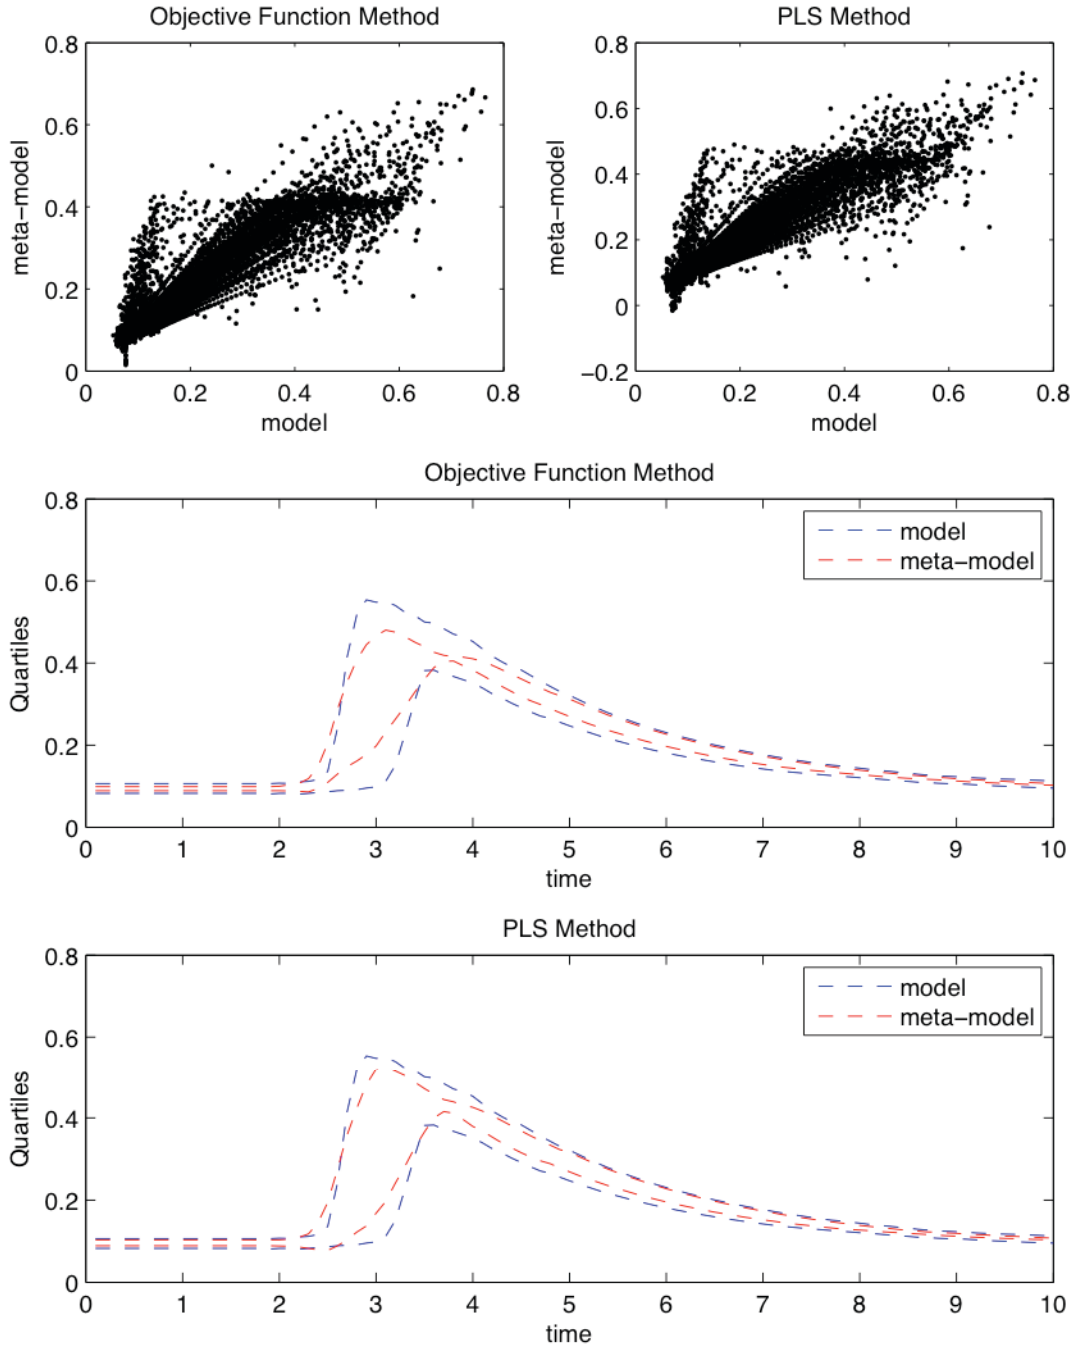 Objective Function Method
PLS Method
0.8
0.6
0.4
0.2
0
meta-model
0 0.2 0.4 0.6 0.8
model
0.8
0.6
0.4
0.2
0
−0.2
meta-model
0 0.2 0.4 0.6 0.8
model
Objective Function Method
0.8
0.6
0.4
0.2
0
Quartiles
model
meta-model
0 1 2 3 4 5 6 7 8 9 10
time
PLS Method
0.8
0.6
0.4
0.2
0
Quartiles
model
meta-model
0 1 2 3 4 5 6 7 8 9 10
time